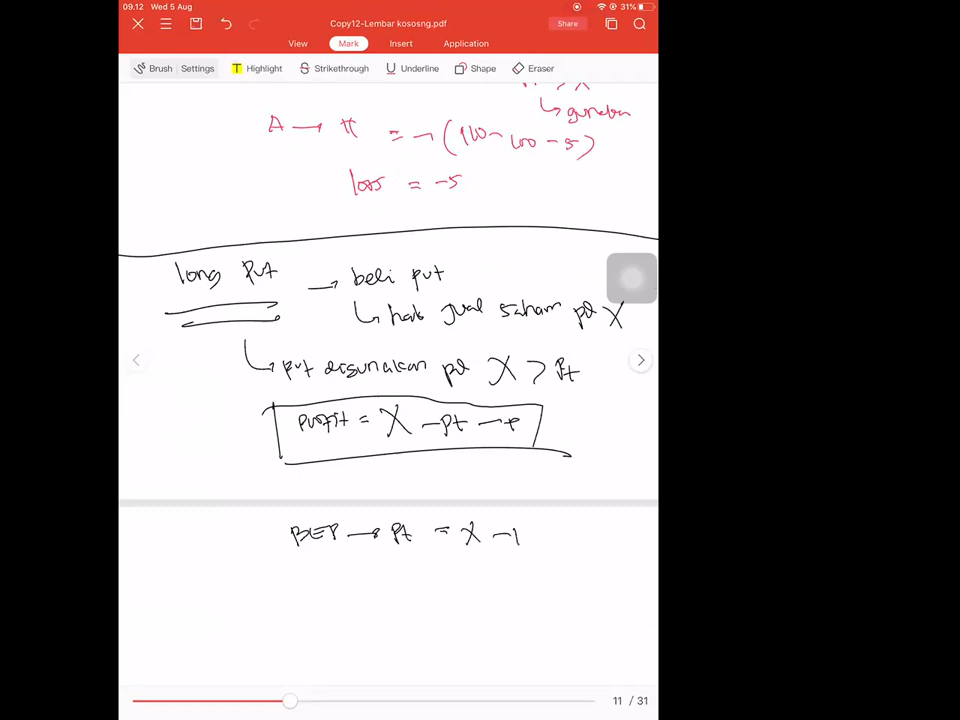 09.12 Wed 5 Aug 31%
Copy12-Lembar kososng.pdf
Share
View Mark Insert Application
Brush Settings Highlight Strikethrough Underline Shape Eraser
A → π = -(110 - 100 - 5)
loss = -5
long Put → beli put
↳ hak jual saham pd X
↳ put digunakan pd X > Pt
profit = X - pt - p
BEP → Pt = X -
11 / 31